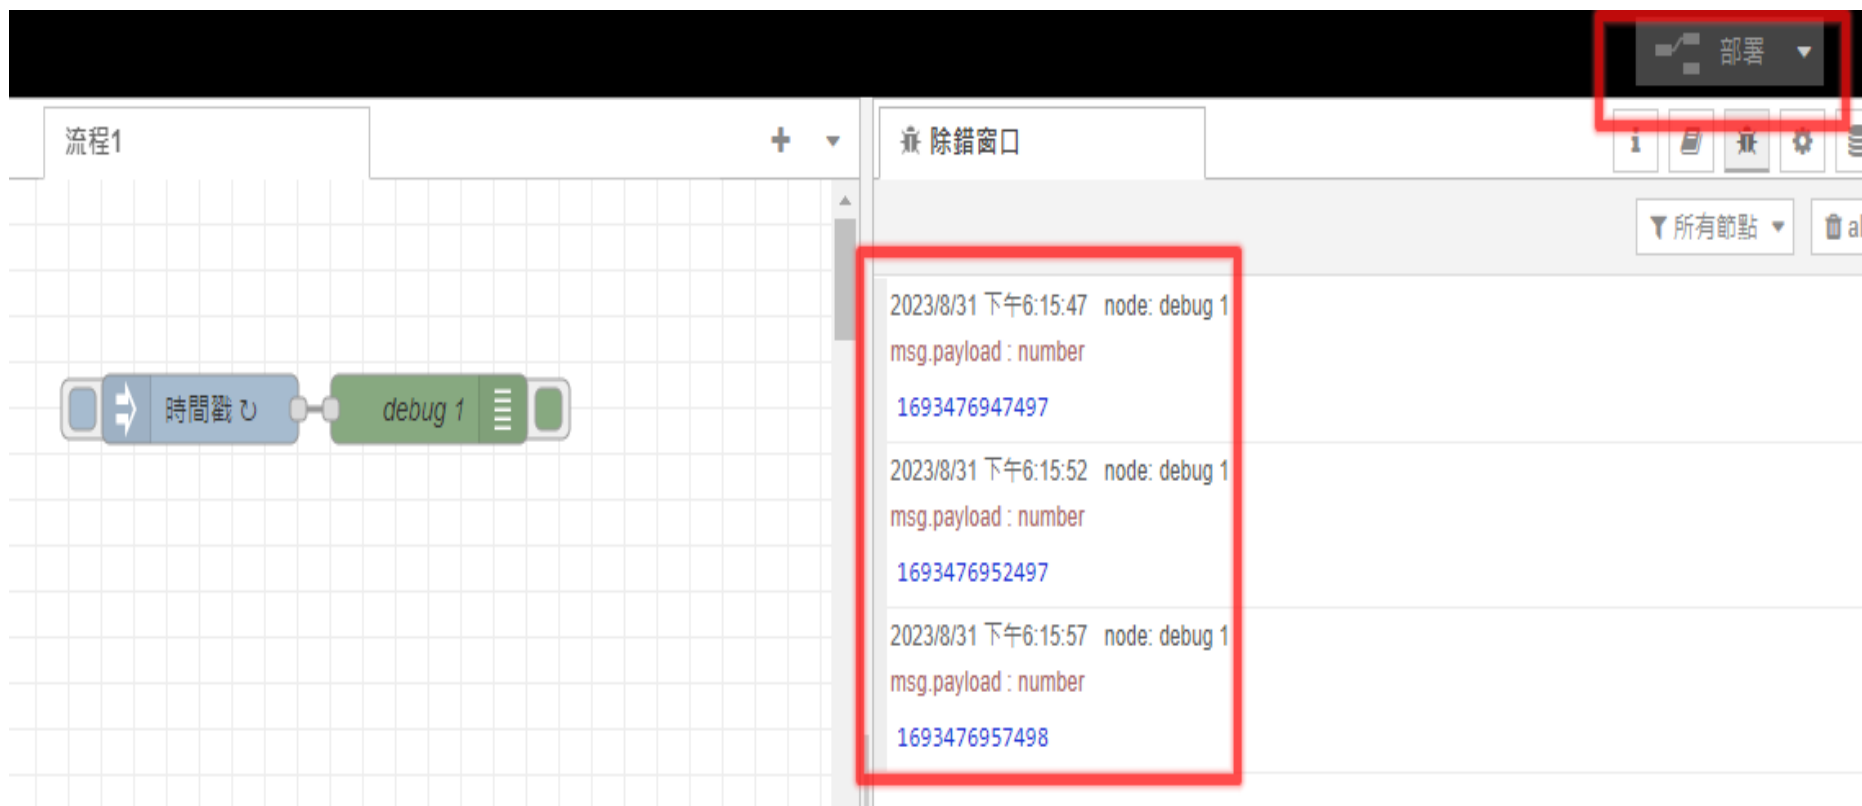 部署
流程1
除錯窗口
所有節點
時間戳 ↻
debug 1
2023/8/31 下午6:15:47 node: debug 1
msg.payload : number
1693476947497
2023/8/31 下午6:15:52 node: debug 1
msg.payload : number
1693476952497
2023/8/31 下午6:15:57 node: debug 1
msg.payload : number
1693476957498